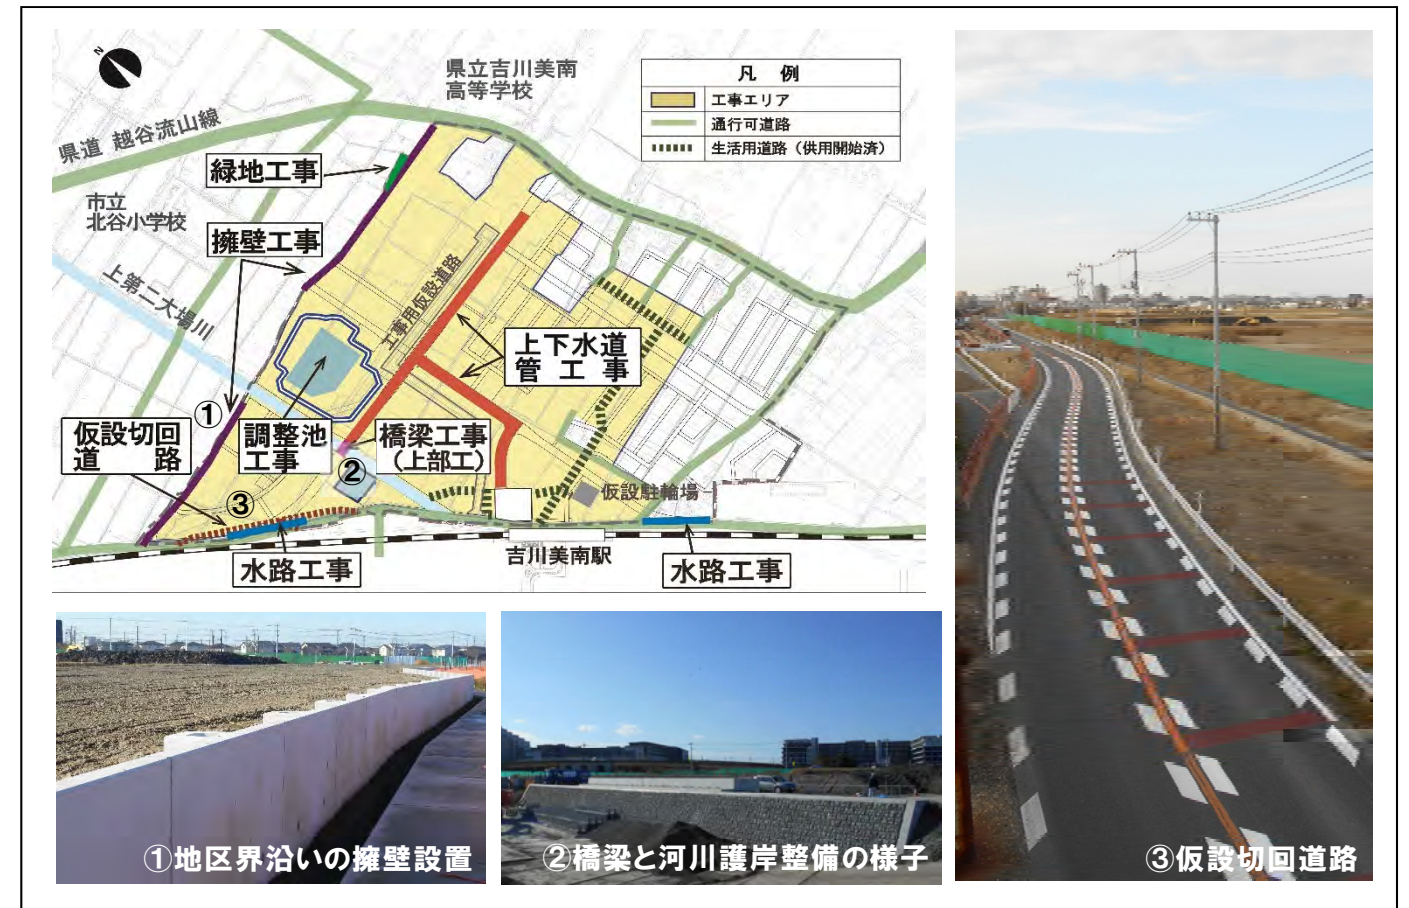 N
県立吉川美南
高等学校
凡 例
工事エリア
通行可道路
生活用道路（供用開始済）
県道 越谷流山線
緑地工事
市立
北谷小学校
擁壁工事
上第二大場川
工事用仮設道路
上下水道
管工事
①
仮設切回
道路
調整池
工事
橋梁工事
（上部工）
②
③
仮設駐輪場
水路工事
吉川美南駅
水路工事
①地区界沿いの擁壁設置
②橋梁と河川護岸整備の様子
③仮設切回道路